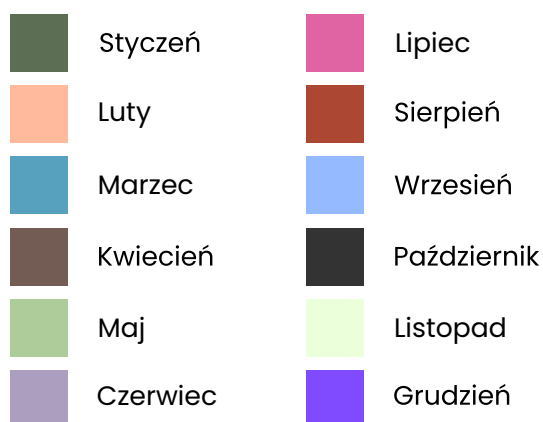 Styczeń
Luty
Marzec
Kwiecień
Maj
Czerwiec
Lipiec
Sierpień
Wrzesień
Październik
Listopad
Grudzień